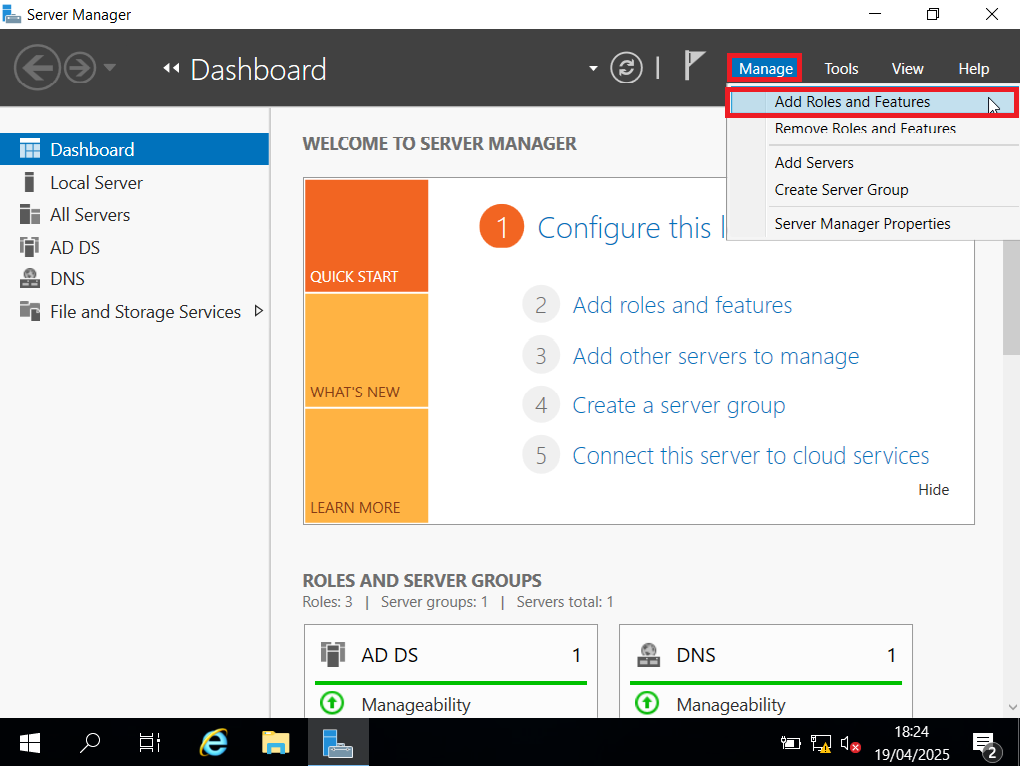 Server Manager
Dashboard
Manage Tools View Help
Add Roles and Features
Remove Roles and Features
Add Servers
Create Server Group
Server Manager Properties
Dashboard
Local Server
All Servers
AD DS
DNS
File and Storage Services
WELCOME TO SERVER MANAGER
QUICK START
WHAT'S NEW
LEARN MORE
1 Configure this l
2 Add roles and features
3 Add other servers to manage
4 Create a server group
5 Connect this server to cloud services
Hide
ROLES AND SERVER GROUPS
Roles: 3 | Server groups: 1 | Servers total: 1
AD DS 1
Manageability
DNS 1
Manageability
18:24
19/04/2025
2